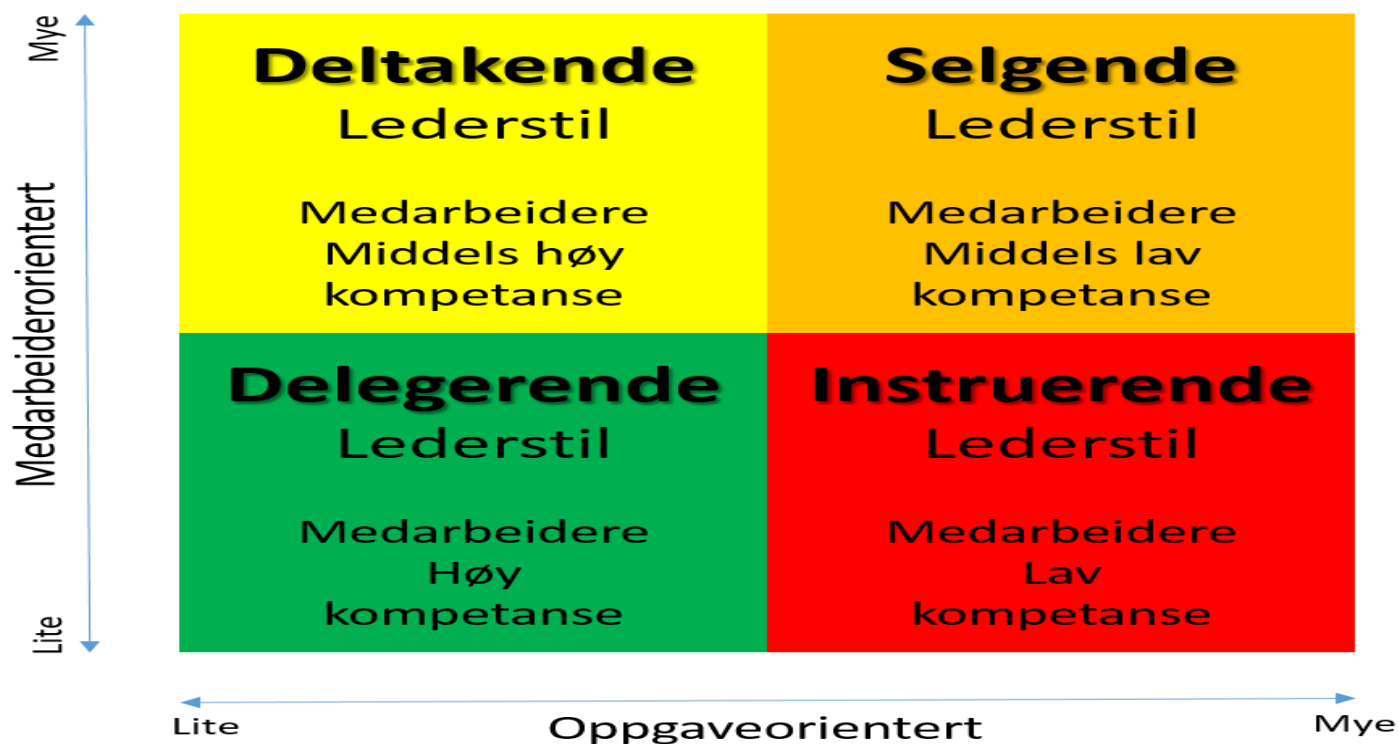 Mye
Medarbeiderorientert
Lite
Deltakende
Lederstil
Medarbeidere
Middels høy
kompetanse
Selgende
Lederstil
Medarbeidere
Middels lav
kompetanse
Delegerende
Lederstil
Medarbeidere
Høy
kompetanse
Instruerende
Lederstil
Medarbeidere
Lav
kompetanse
Lite
Oppgaveorientert
Mye